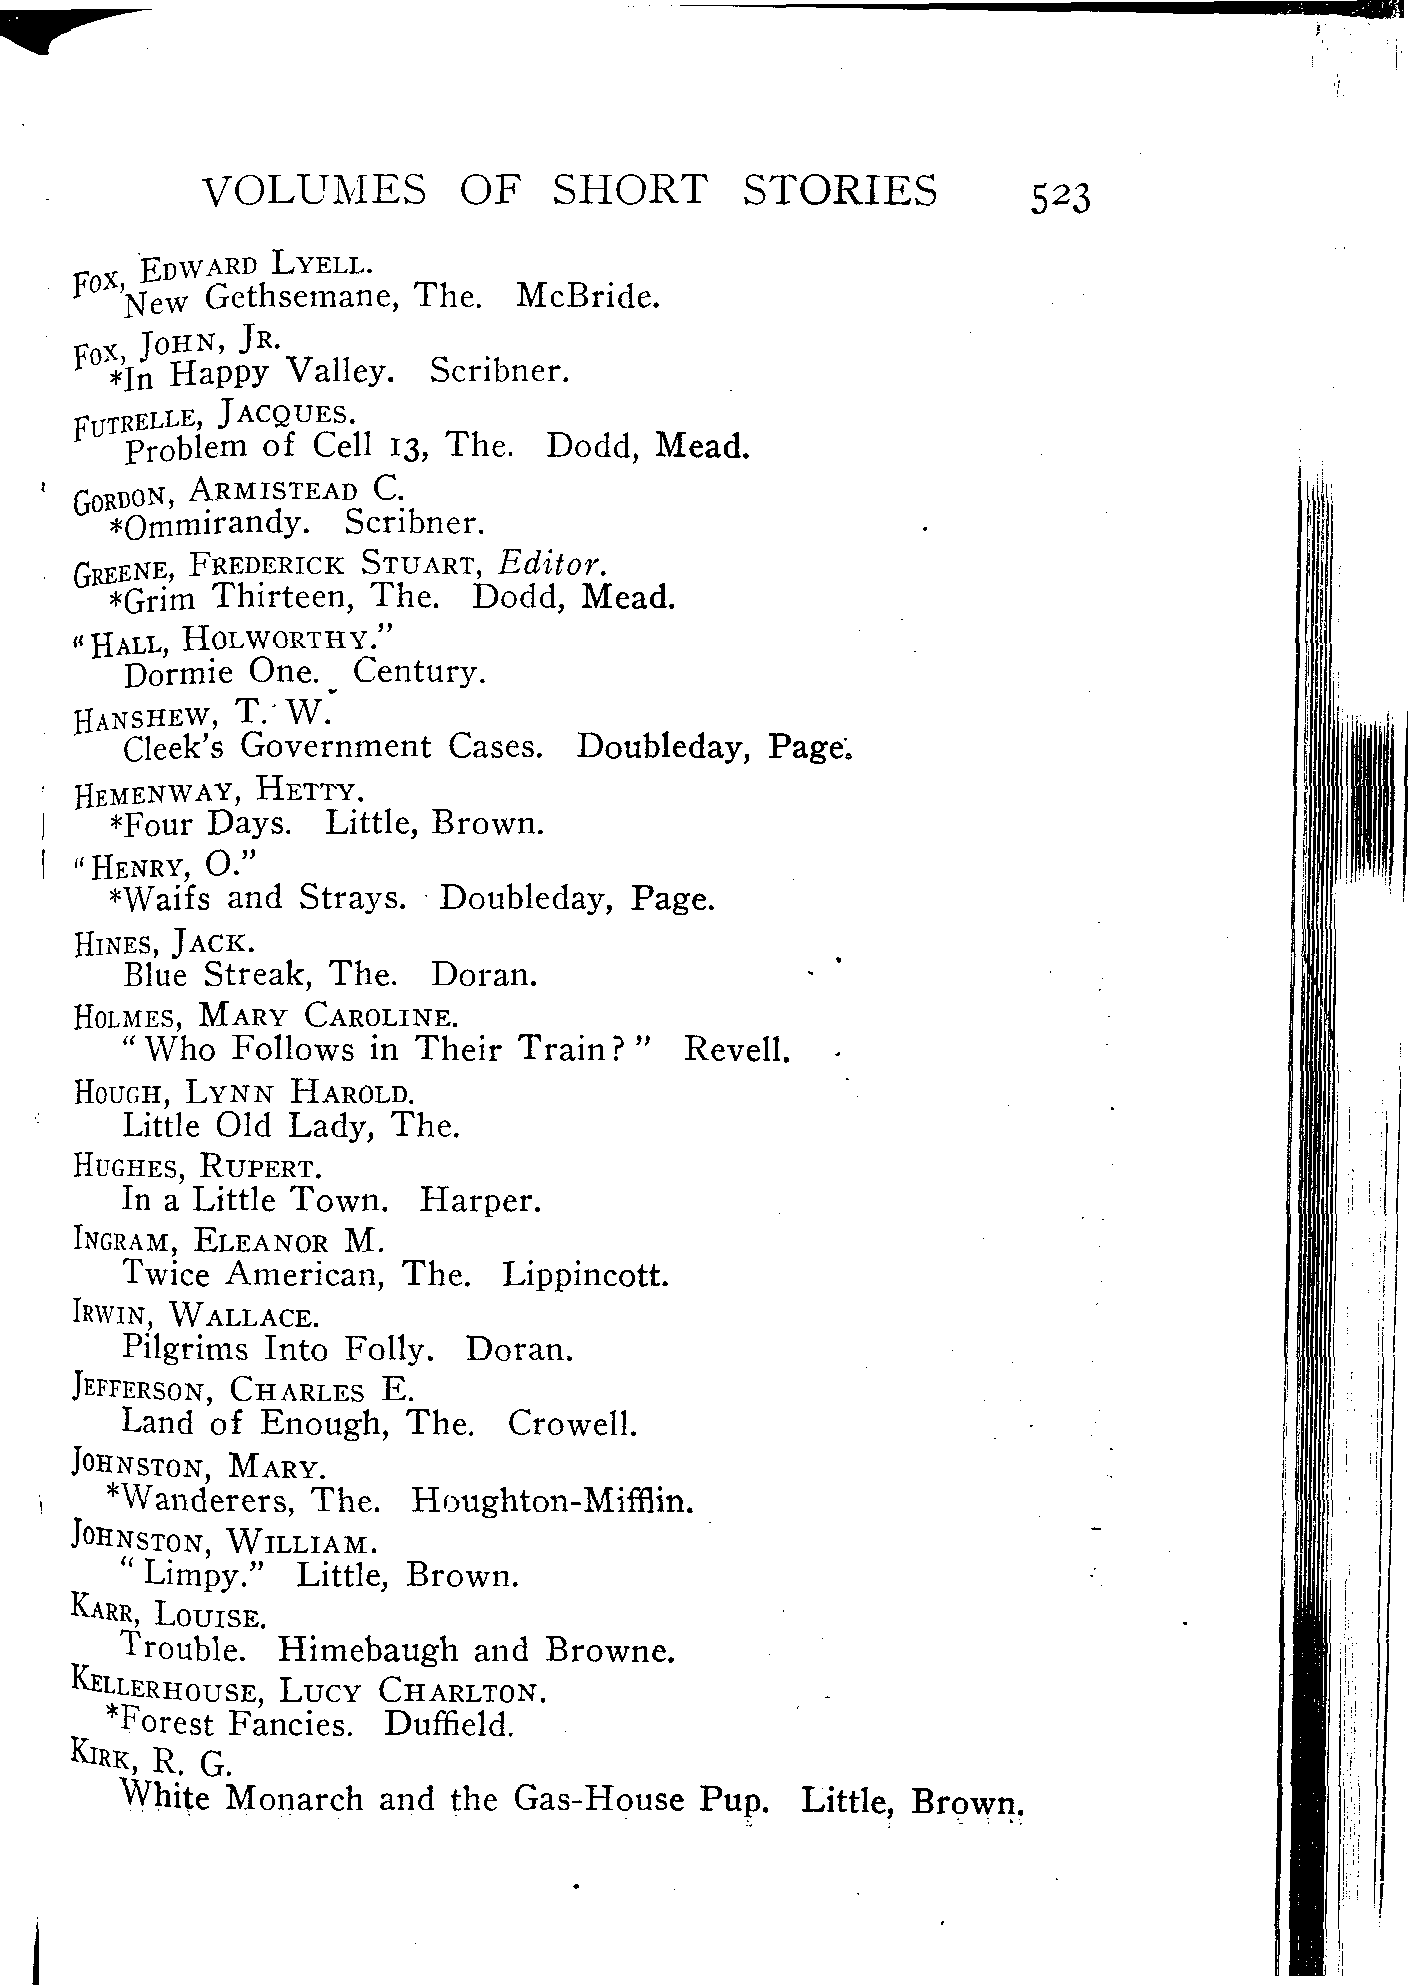 VOLUMES OF SHORT STORIES 523
FOX, EDWARD LYELL.
New Gethsemane, The. McBride.
FOX, JOHN, JR.
*In Happy Valley. Scribner.
FUTRELLE, JACQUES.
Problem of Cell 13, The. Dodd, Mead.
GORDON, ARMISTEAD C.
*Ommirandy. Scribner.
GREENE, FREDERICK STUART, Editor.
*Grim Thirteen, The. Dodd, Mead.
"HALL, HOLWORTHY."
Dormie One. Century.
HANSHEW, T. W.
Cleek's Government Cases. Doubleday, Page.
HEMENWAY, HETTY.
*Four Days. Little, Brown.
"HENRY, O."
*Waifs and Strays. Doubleday, Page.
HINES, JACK.
Blue Streak, The. Doran.
HOLMES, MARY CAROLINE.
"Who Follows in Their Train?" Revell.
HOUGH, LYNN HAROLD.
Little Old Lady, The.
HUGHES, RUPERT.
In a Little Town. Harper.
INGRAM, ELEANOR M.
Twice American, The. Lippincott.
IRWIN, WALLACE.
Pilgrims Into Folly. Doran.
JEFFERSON, CHARLES E.
Land of Enough, The. Crowell.
JOHNSTON, MARY.
*Wanderers, The. Houghton-Mifflin.
JOHNSTON, WILLIAM.
"Limpy." Little, Brown.
KARR, LOUISE.
Trouble. Himebaugh and Browne.
KELLERHOUSE, LUCY CHARLTON.
*Forest Fancies. Duffield.
KIRK, R. G.
White Monarch and the Gas-House Pup. Little, Brown.